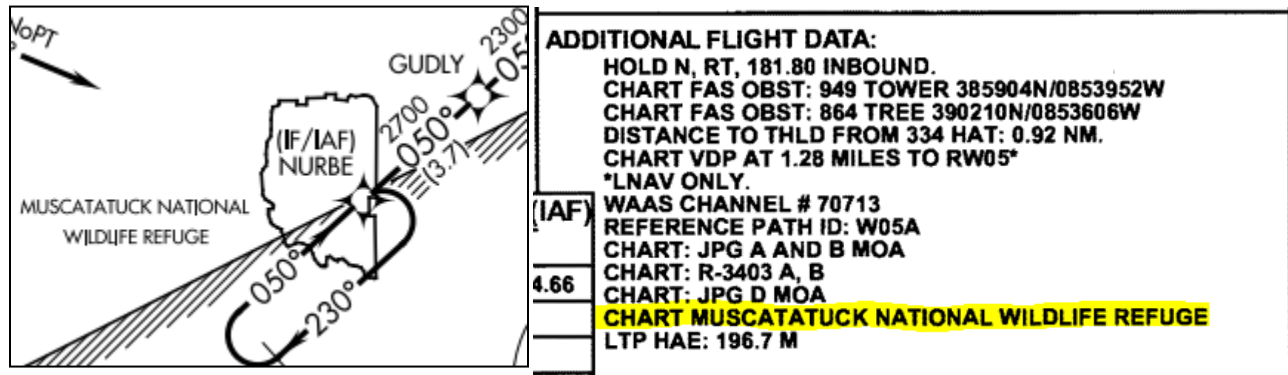 NoPT
GUDLY
2300
05
2700
050°
(3.7)
(IF/IAF)
NURBE
MUSCATATUCK NATIONAL
WILDLIFE REFUGE
050°
230°
ADDITIONAL FLIGHT DATA:
HOLD N, RT, 181.80 INBOUND.
CHART FAS OBST: 949 TOWER 385904N/0853952W
CHART FAS OBST: 864 TREE 390210N/0853606W
DISTANCE TO THLD FROM 334 HAT: 0.92 NM.
CHART VDP AT 1.28 MILES TO RW05*
*LNAV ONLY.
WAAS CHANNEL # 70713
REFERENCE PATH ID: W05A
CHART: JPG A AND B MOA
CHART: R-3403 A, B
CHART: JPG D MOA
CHART MUSCATATUCK NATIONAL WILDLIFE REFUGE
LTP HAE: 196.7 M
(IAF)
4.66